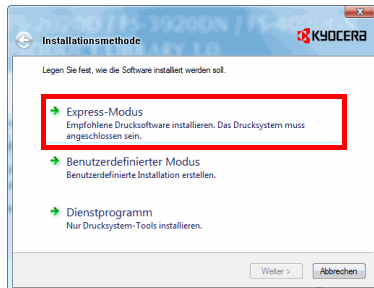 Installationsmethode
KYOCERA
Legen Sie fest, wie die Software installiert werden soll.
Express-Modus
Empfohlene Drucksoftware installieren. Das Drucksystem muss
angeschlossen sein.
Benutzerdefinierter Modus
Benutzerdefinierte Installation erstellen.
Dienstprogramm
Nur Drucksystem-Tools installieren.
Weiter >
Abbrechen